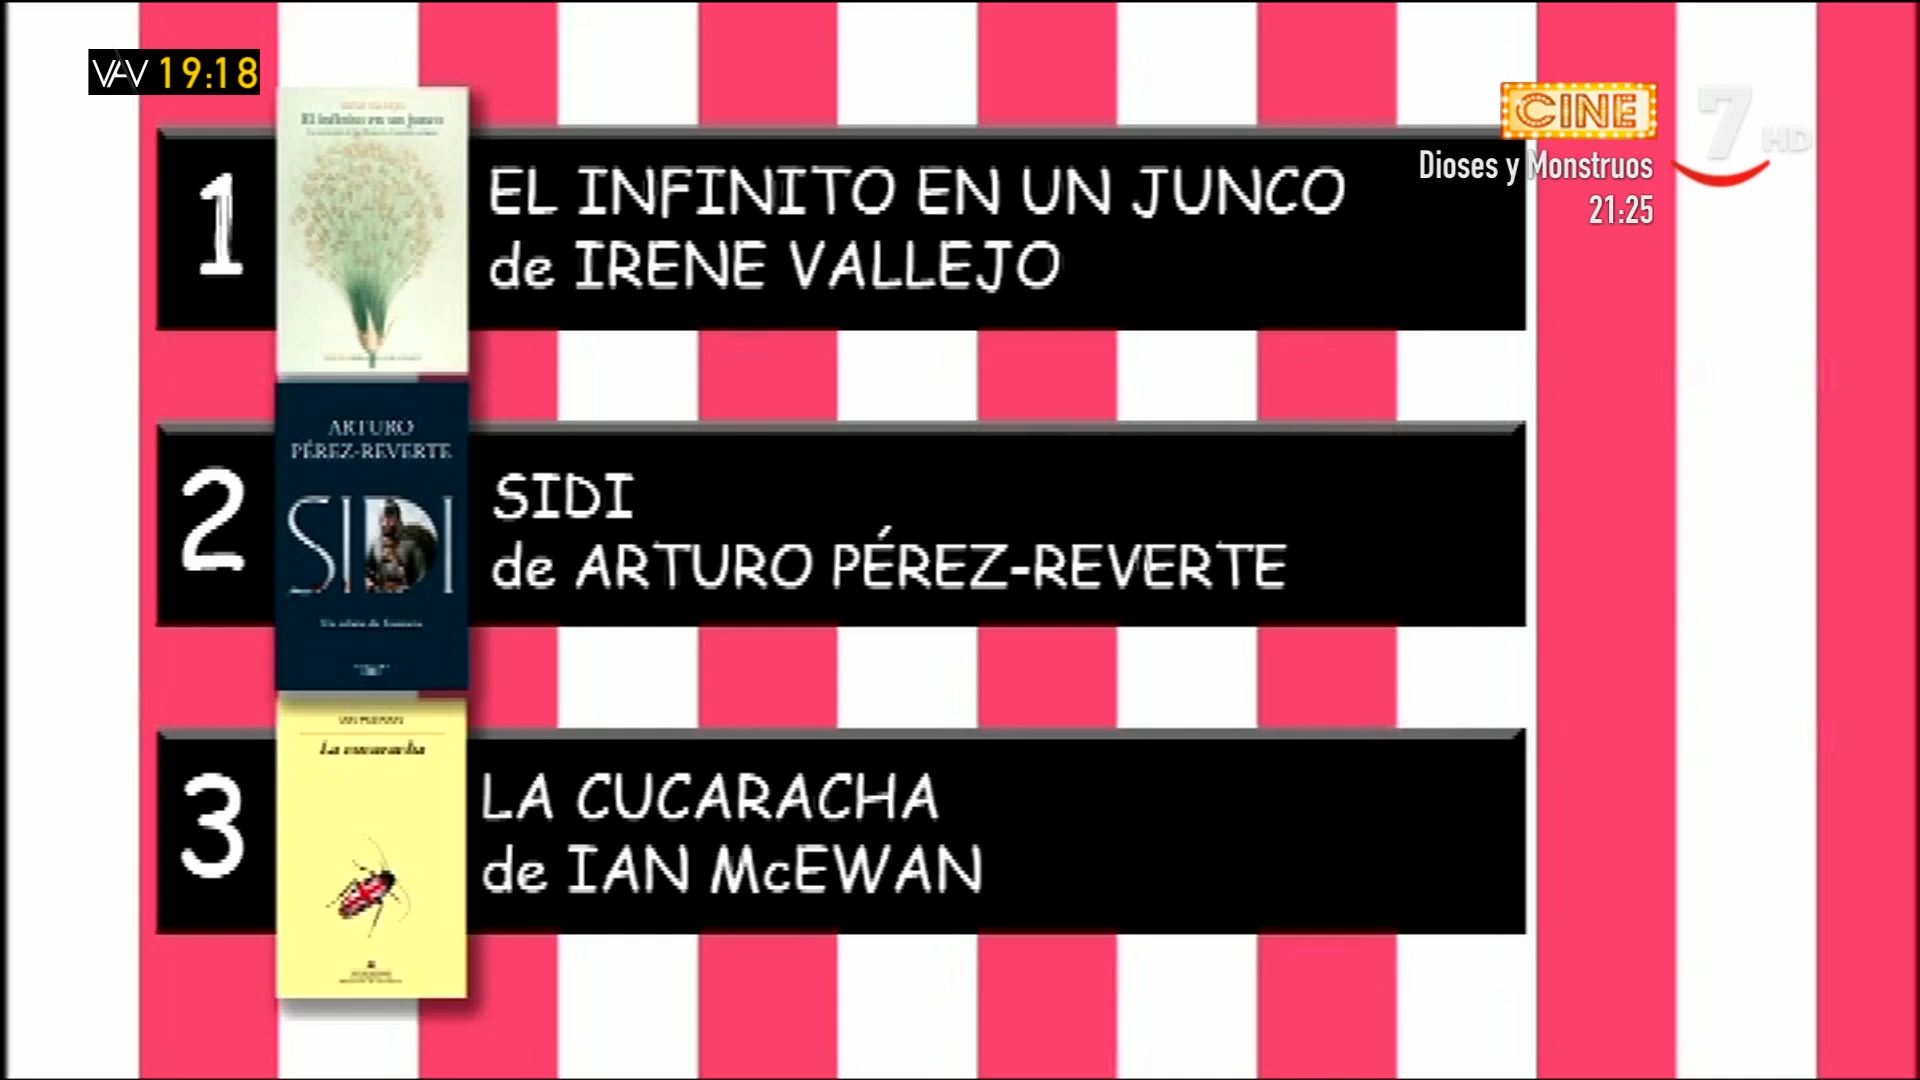 VAV 19:18
CINE
7 HD
Dioses y Monstruos
21:25
1
El infinito en un junco
EL INFINITO EN UN JUNCO
de IRENE VALLEJO
2
ARTURO
PÉREZ-REVERTE
SIDI
SIDI
de ARTURO PÉREZ-REVERTE
3
La cucaracha
LA CUCARACHA
de IAN McEWAN